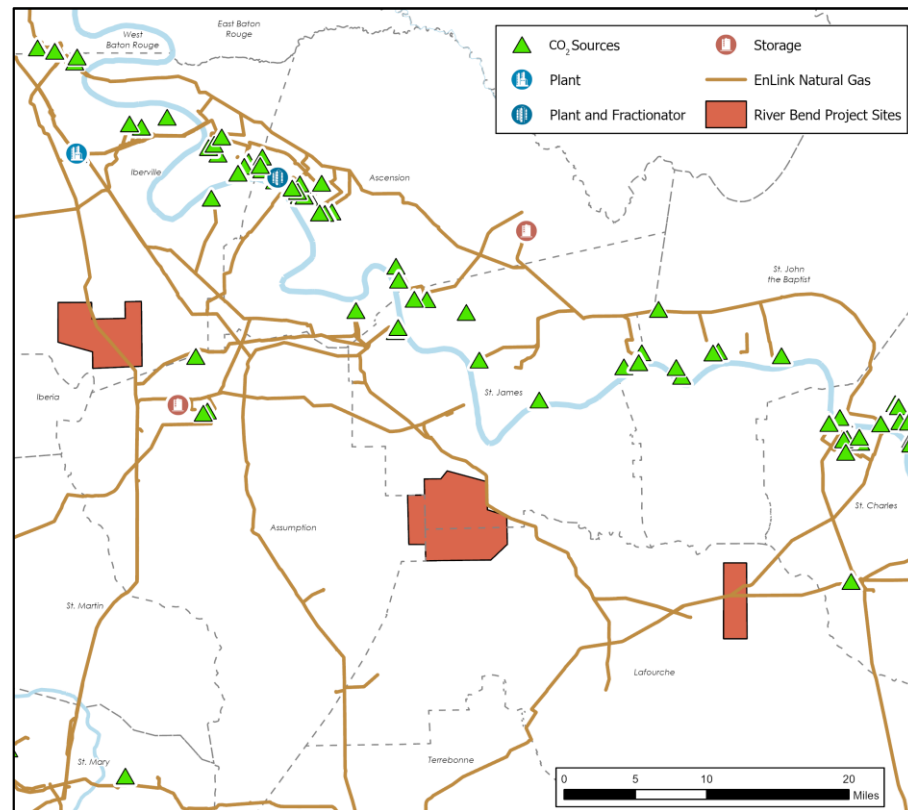 East Baton
Rouge
West
Baton Rouge
CO2 Sources
Storage
Plant
EnLink Natural Gas
Plant and Fractionator
River Bend Project Sites
Iberville
Ascension
St. John
the Baptist
Iberia
St. James
Assumption
St. Charles
St. Martin
Lafourche
St. Mary
Terrebonne
0 5 10 20
Miles